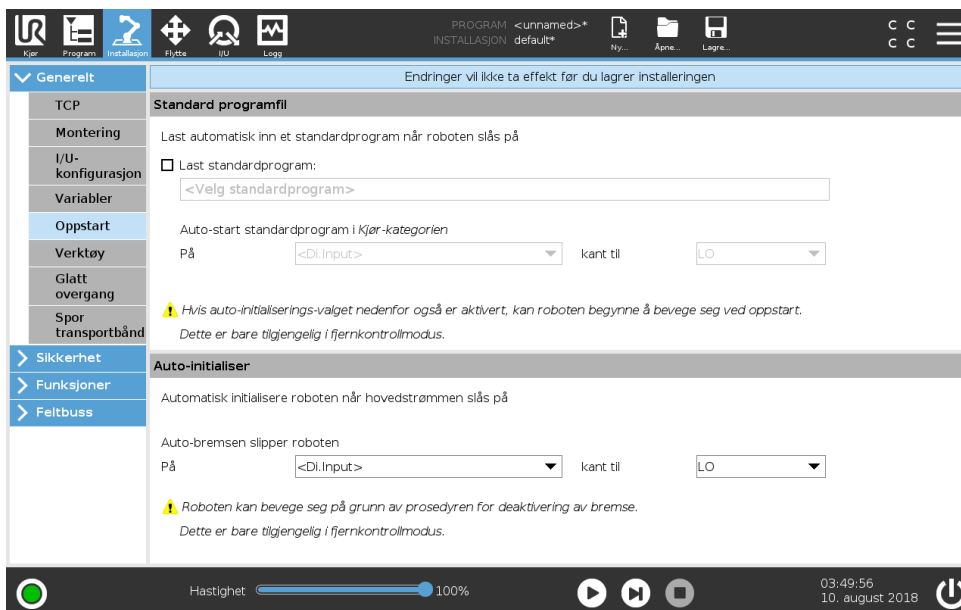 UR
PROGRAM <unnamed>*
INSTALLASJON default*
C C
C C
Kjør Program Installasjon Flytte I/U Logg Ny... Åpne... Lagre...
Generelt
TCP
Montering
I/U-
konfigurasjon
Variabler
Oppstart
Verktøy
Glatt
overgang
Spor
transportbånd
Sikkerhet
Funksjoner
Feltbuss
Endringer vil ikke ta effekt før du lagrer installeringen
Standard programfil
Last automatisk inn et standardprogram når roboten slås på
Last standardprogram:
<Velg standardprogram>
Auto-start standardprogram i Kjør-kategorien
På <Di.Input> kant til LO
Hvis auto-initialiserings-valget nedenfor også er aktivert, kan roboten begynne å bevege seg ved oppstart.
Dette er bare tilgjengelig i fjernkontrollmodus.
Auto-initialiser
Automatisk initialisere roboten når hovedstrømmen slås på
Auto-bremsen slipper roboten
På <Di.Input> kant til LO
Roboten kan bevege seg på grunn av prosedyren for deaktivering av bremse.
Dette er bare tilgjengelig i fjernkontrollmodus.
Hastighet 100%
03:49:56
10. august 2018